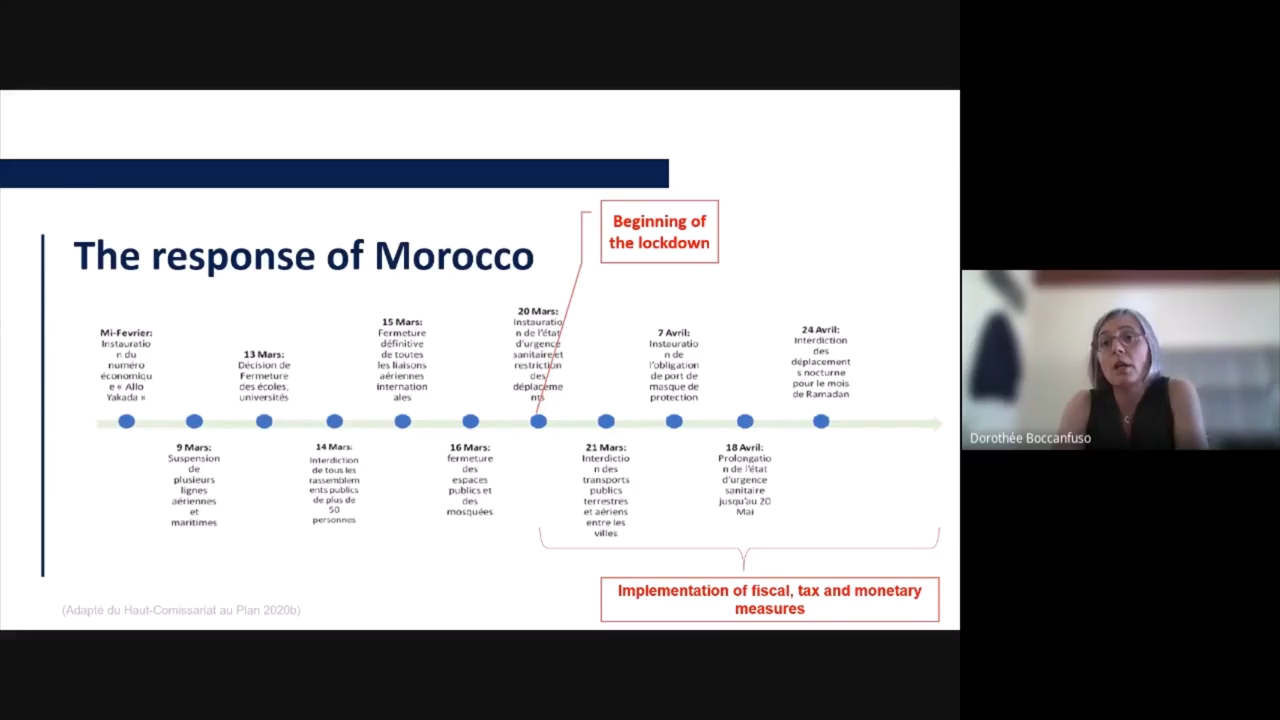 The response of Morocco
Beginning of
the lockdown
Mi-Fevrier:
Instauratio
n du
numéro
économiqu
e « Allo
Yakada »
9 Mars:
Suspension
de
plusieurs
lignes
aériennes
et
maritimes
13 Mars:
Décision de
Fermeture
des écoles,
universités
14 Mars:
Interdiction
de tous les
rassemblem
ents publics
de plus de
50
personnes
15 Mars:
Fermeture
définitive
de toutes
les liaisons
aériennes
internation
ales
16 Mars:
fermeture
des
espaces
publics et
des
mosquées
20 Mars:
Instauratio
n de l'état
d'urgence
sanitaire et
restriction
des
déplaceme
nts
21 Mars:
Interdictio
n des
transports
publics
terrestres
et aériens
entre les
villes
7 Avril:
Instauratio
n de
l'obligation
de port de
masque de
protection
18 Avril:
Prolongatio
n de l'état
d'urgence
sanitaire
jusqu'au 20
Mai
24 Avril:
Interdiction
des
déplacement
s nocturne
pour le mois
de Ramadan
Implementation of fiscal, tax and monetary
measures
(Adapté du Haut-Comissariat au Plan 2020b)
Dorothée Boccanfuso